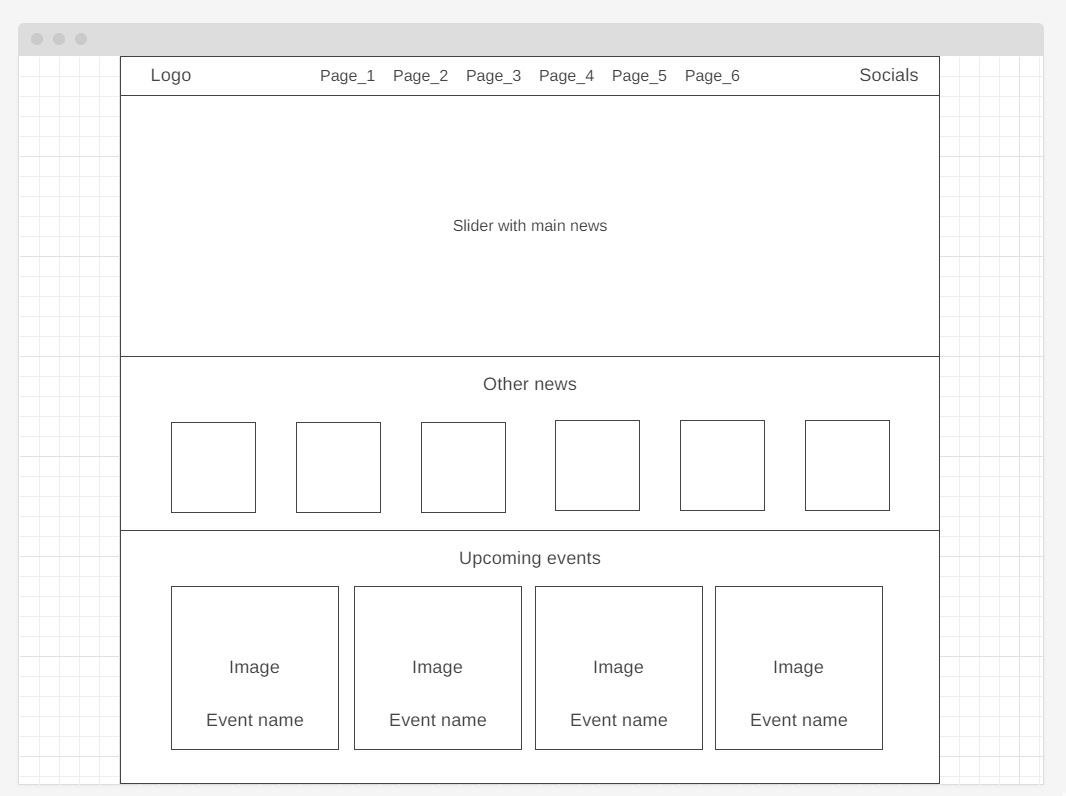 Logo Page_1 Page_2 Page_3 Page_4 Page_5 Page_6 Socials
Slider with main news
Other news
Upcoming events
Image Image Image Image
Event name Event name Event name Event name